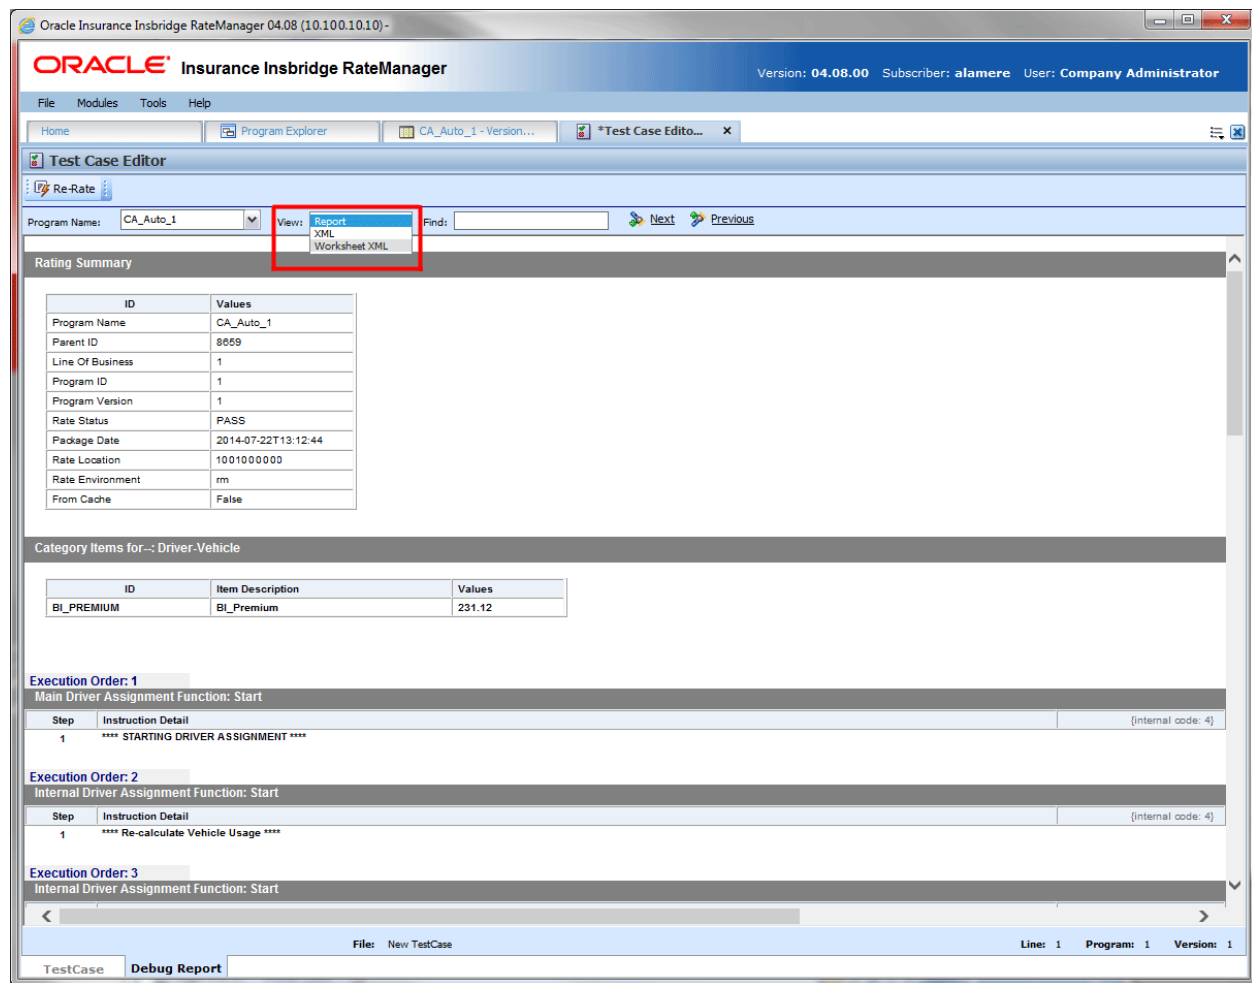 Oracle Insurance Insbridge RateManager 04.08 (10.100.10.10) -
ORACLE' Insurance Insbridge RateManager
Version: 04.08.00 Subscriber: alamere User: Company Administrator
File Modules Tools Help
Home Program Explorer CA_Auto_1 - Version... *Test Case Edito... x
Test Case Editor
Re-Rate
Program Name: CA_Auto_1 View: Report Find: Next Previous
XML
Worksheet XML
Rating Summary
ID Values
Program Name CA_Auto_1
Parent ID 8659
Line Of Business 1
Program ID 1
Program Version 1
Rate Status PASS
Package Date 2014-07-22T13:12:44
Rate Location 1001000000
Rate Environment rm
From Cache False
Category Items for--: Driver-Vehicle
ID Item Description Values
BI_PREMIUM BI_Premium 231.12
Execution Order: 1
Main Driver Assignment Function: Start
Step Instruction Detail {internal code: 4}
1 **** STARTING DRIVER ASSIGNMENT ****
Execution Order: 2
Internal Driver Assignment Function: Start
Step Instruction Detail {internal code: 4}
1 **** Re-calculate Vehicle Usage ****
Execution Order: 3
Internal Driver Assignment Function: Start
File: New TestCase Line: 1 Program: 1 Version: 1
TestCase Debug Report